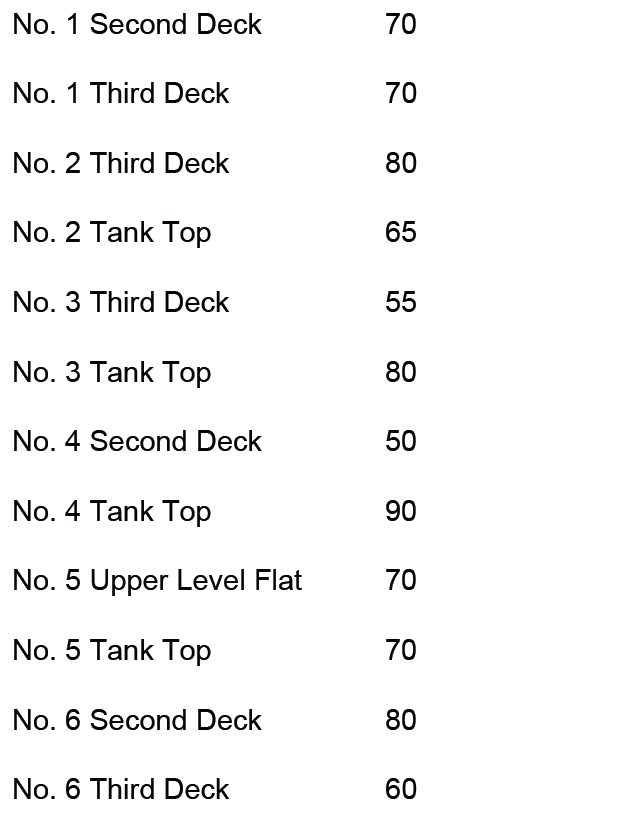 No. 1 Second Deck 70
No. 1 Third Deck 70
No. 2 Third Deck 80
No. 2 Tank Top 65
No. 3 Third Deck 55
No. 3 Tank Top 80
No. 4 Second Deck 50
No. 4 Tank Top 90
No. 5 Upper Level Flat 70
No. 5 Tank Top 70
No. 6 Second Deck 80
No. 6 Third Deck 60